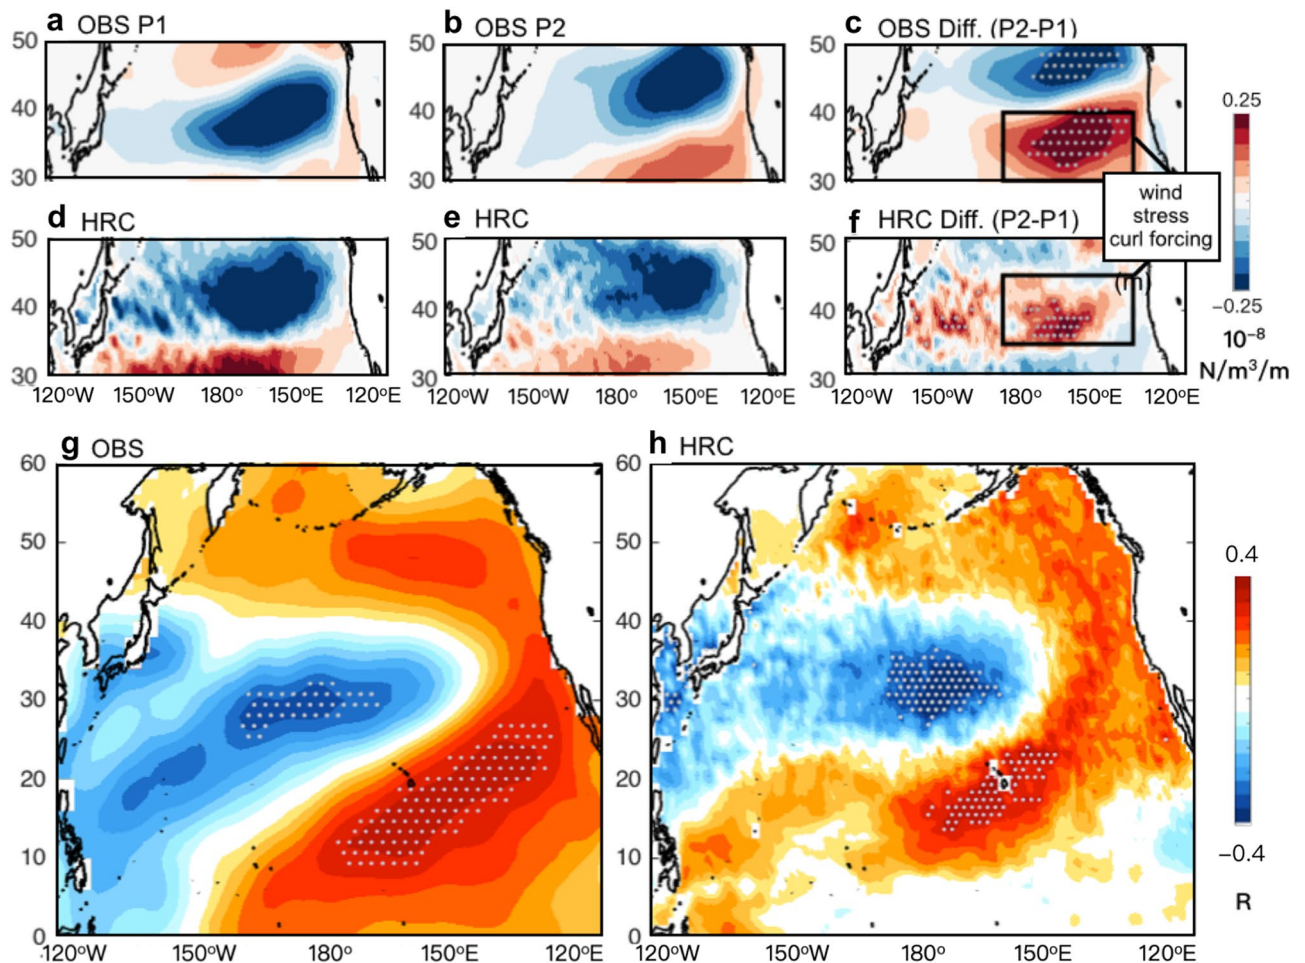 a OBS P1
b OBS P2
c OBS Diff. (P2-P1)
50
40
30
50
40
30
50
40
30
0.25
−0.25
10⁻⁸
N/m³/m
wind
stress
curl forcing
d HRC
e HRC
f HRC Diff. (P2-P1)
(m)
50
40
30
50
40
30
50
40
30
120°W 150°W 180° 150°E 120°E
120°W 150°W 180° 150°E 120°E
120°W 150°W 180° 150°E 120°E
g OBS
h HRC
60
50
40
30
20
10
0
60
50
40
30
20
10
0
120°W 150°W 180° 150°E 120°E
120°W 150°W 180° 150°E 120°E
0.4
−0.4
R